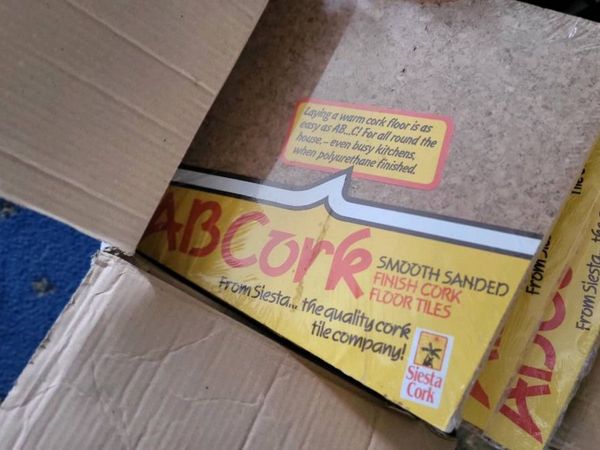 Laying a warm cork floor is as
easy as AB...C! For all round the
house,—even busy kitchens,
when polyurethane finished.
ABCork
SMOOTH SANDED
FINISH CORK
FLOOR TILES
From Siesta... the quality cork
tile company!
Siesta
Cork
From
ABCo
From Siesta, the